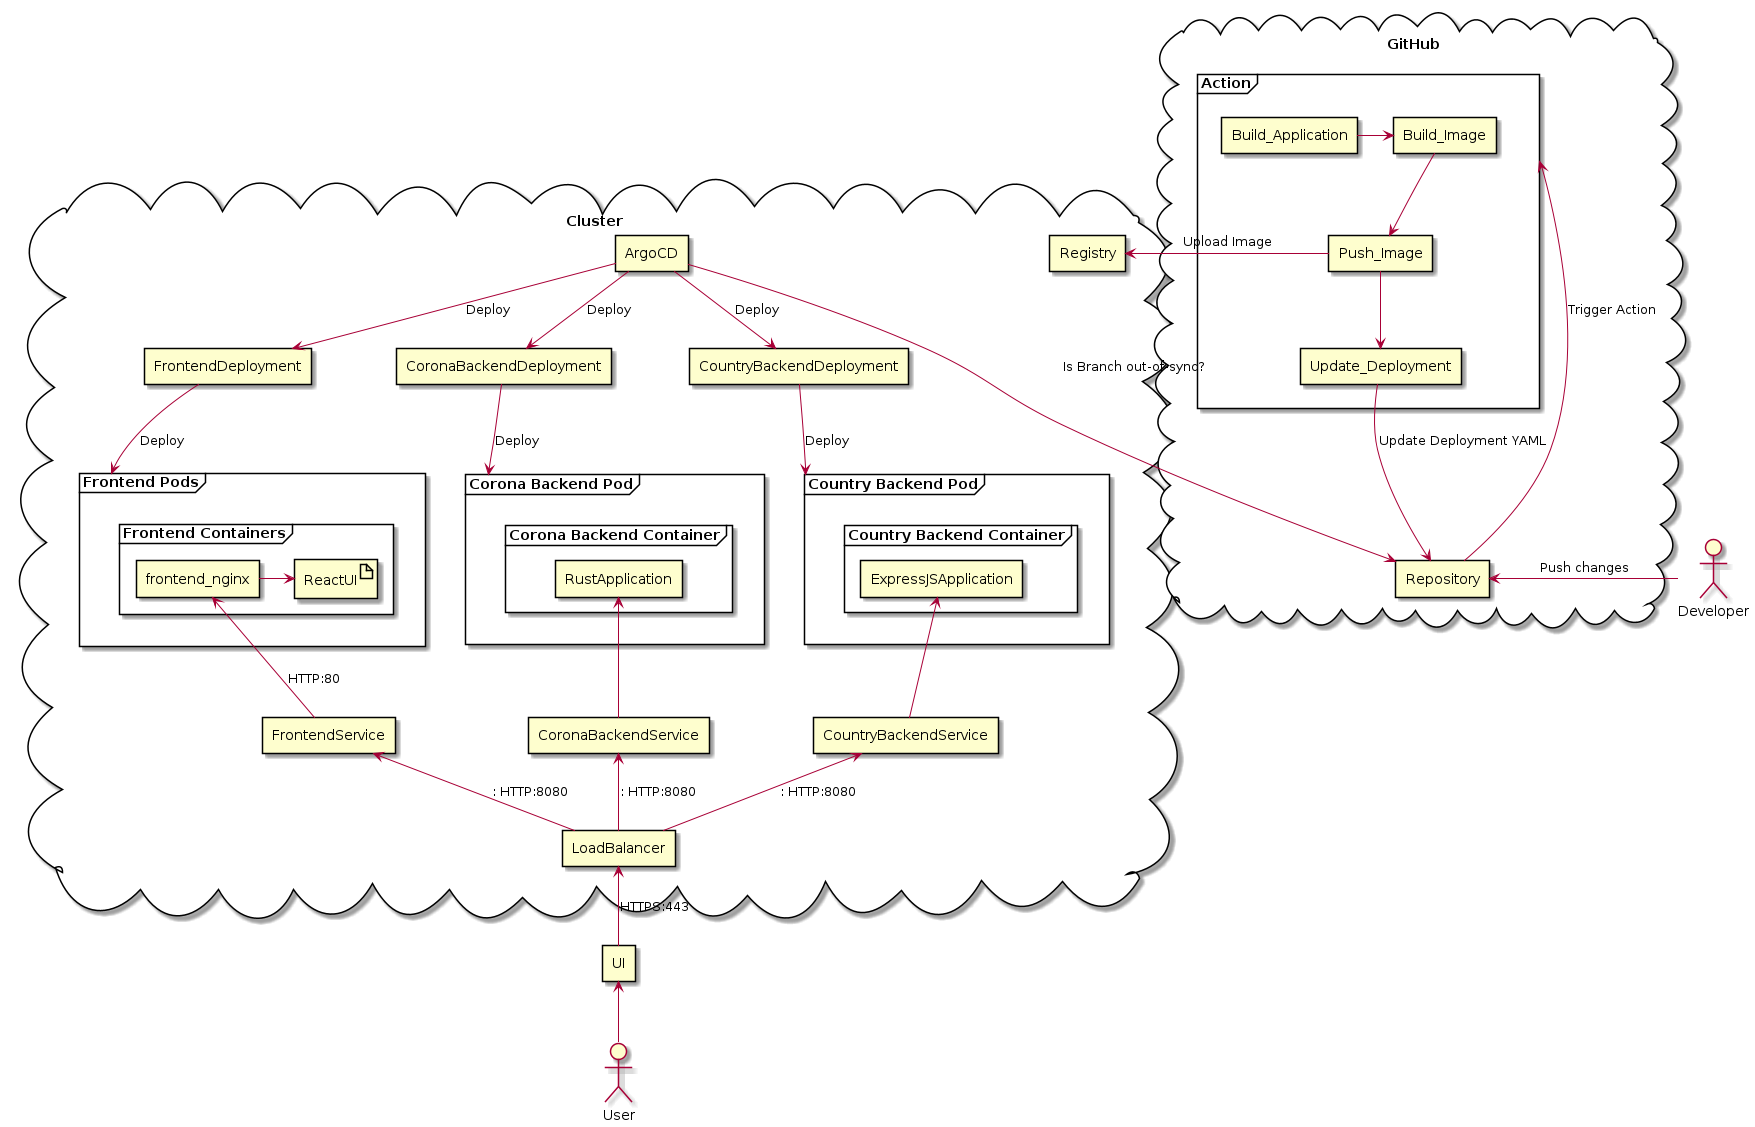 GitHub
Action
Build_Application
Build_Image
Cluster
ArgoCD
Registry
Upload Image
Push_Image
Deploy
Deploy
Deploy
Trigger Action
FrontendDeployment
CoronaBackendDeployment
CountryBackendDeployment
Is Branch out-of-sync?
Update_Deployment
Deploy
Deploy
Deploy
Update Deployment YAML
Frontend Pods
Corona Backend Pod
Country Backend Pod
Frontend Containers
Corona Backend Container
Country Backend Container
frontend_nginx
ReactUI
RustApplication
ExpressJSApplication
Repository
Push changes
Developer
HTTP:80
FrontendService
CoronaBackendService
CountryBackendService
: HTTP:8080
: HTTP:8080
: HTTP:8080
LoadBalancer
HTTPS:443
UI
User